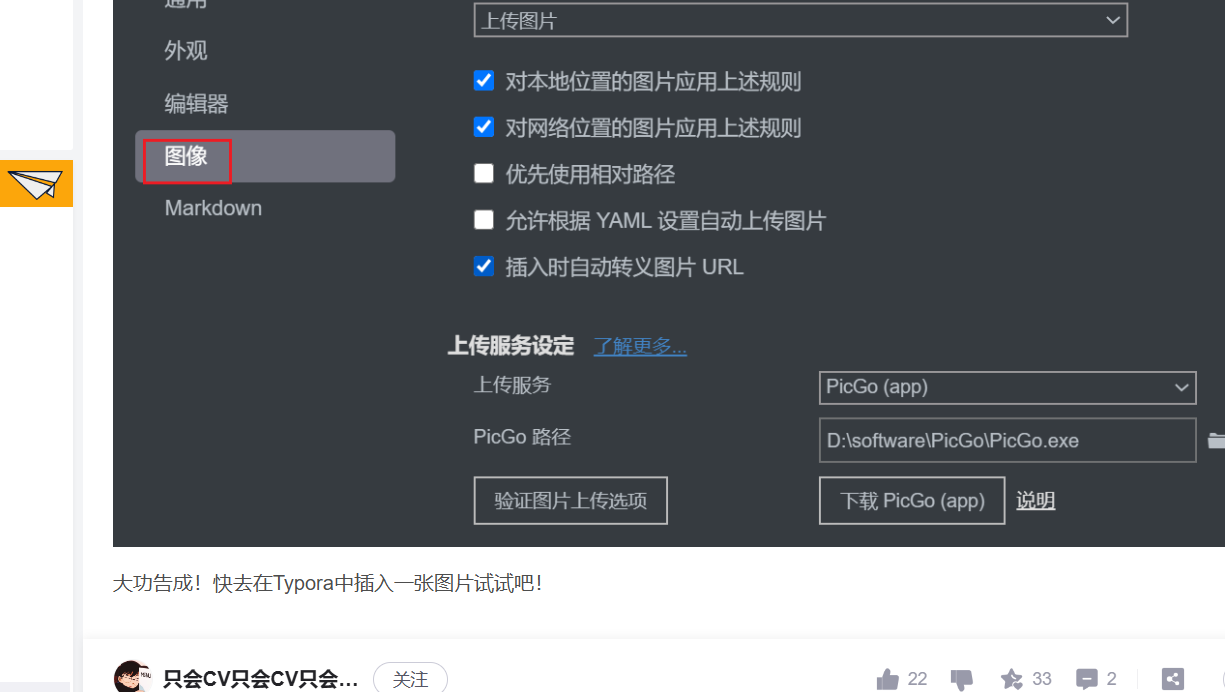 通用
上传图片
外观
对本地位置的图片应用上述规则
编辑器
对网络位置的图片应用上述规则
图像
优先使用相对路径
Markdown
允许根据 YAML 设置自动上传图片
插入时自动转义图片 URL
上传服务设定 了解更多...
上传服务 PicGo (app)
PicGo 路径 D:\software\PicGo\PicGo.exe
验证图片上传选项 下载 PicGo (app) 说明
大功告成！快去在Typora中插入一张图片试试吧！
只会CV只会CV只会... 关注 22 33 2